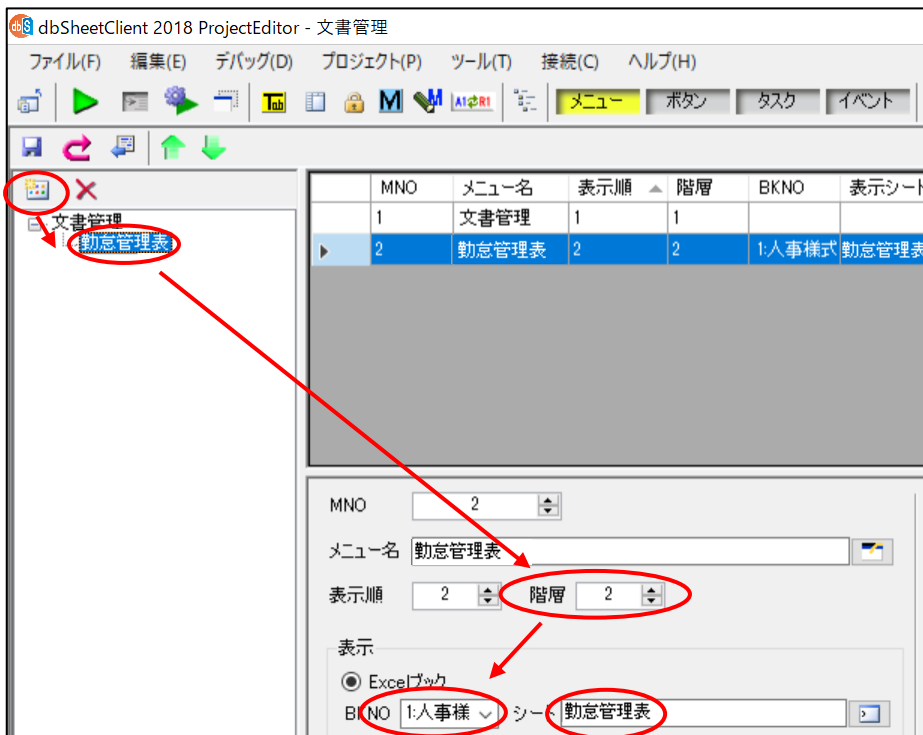 dbSheetClient 2018 ProjectEditor - 文書管理
ファイル(F) 編集(E) デバッグ(D) プロジェクト(P) ツール(T) 接続(C) ヘルプ(H)
Tab M M A1 R1 メニュー ボタン タスク イベント
MNO メニュー名 表示順 階層 BKNO 表示シート
1 文書管理 1 1
2 勤怠管理表 2 2 1:人事様式 勤怠管理表
文書管理
勤怠管理表
MNO 2
メニュー名 勤怠管理表
表示順 2 階層 2
表示
Excelブック
BKNO 1:人事様 シート 勤怠管理表